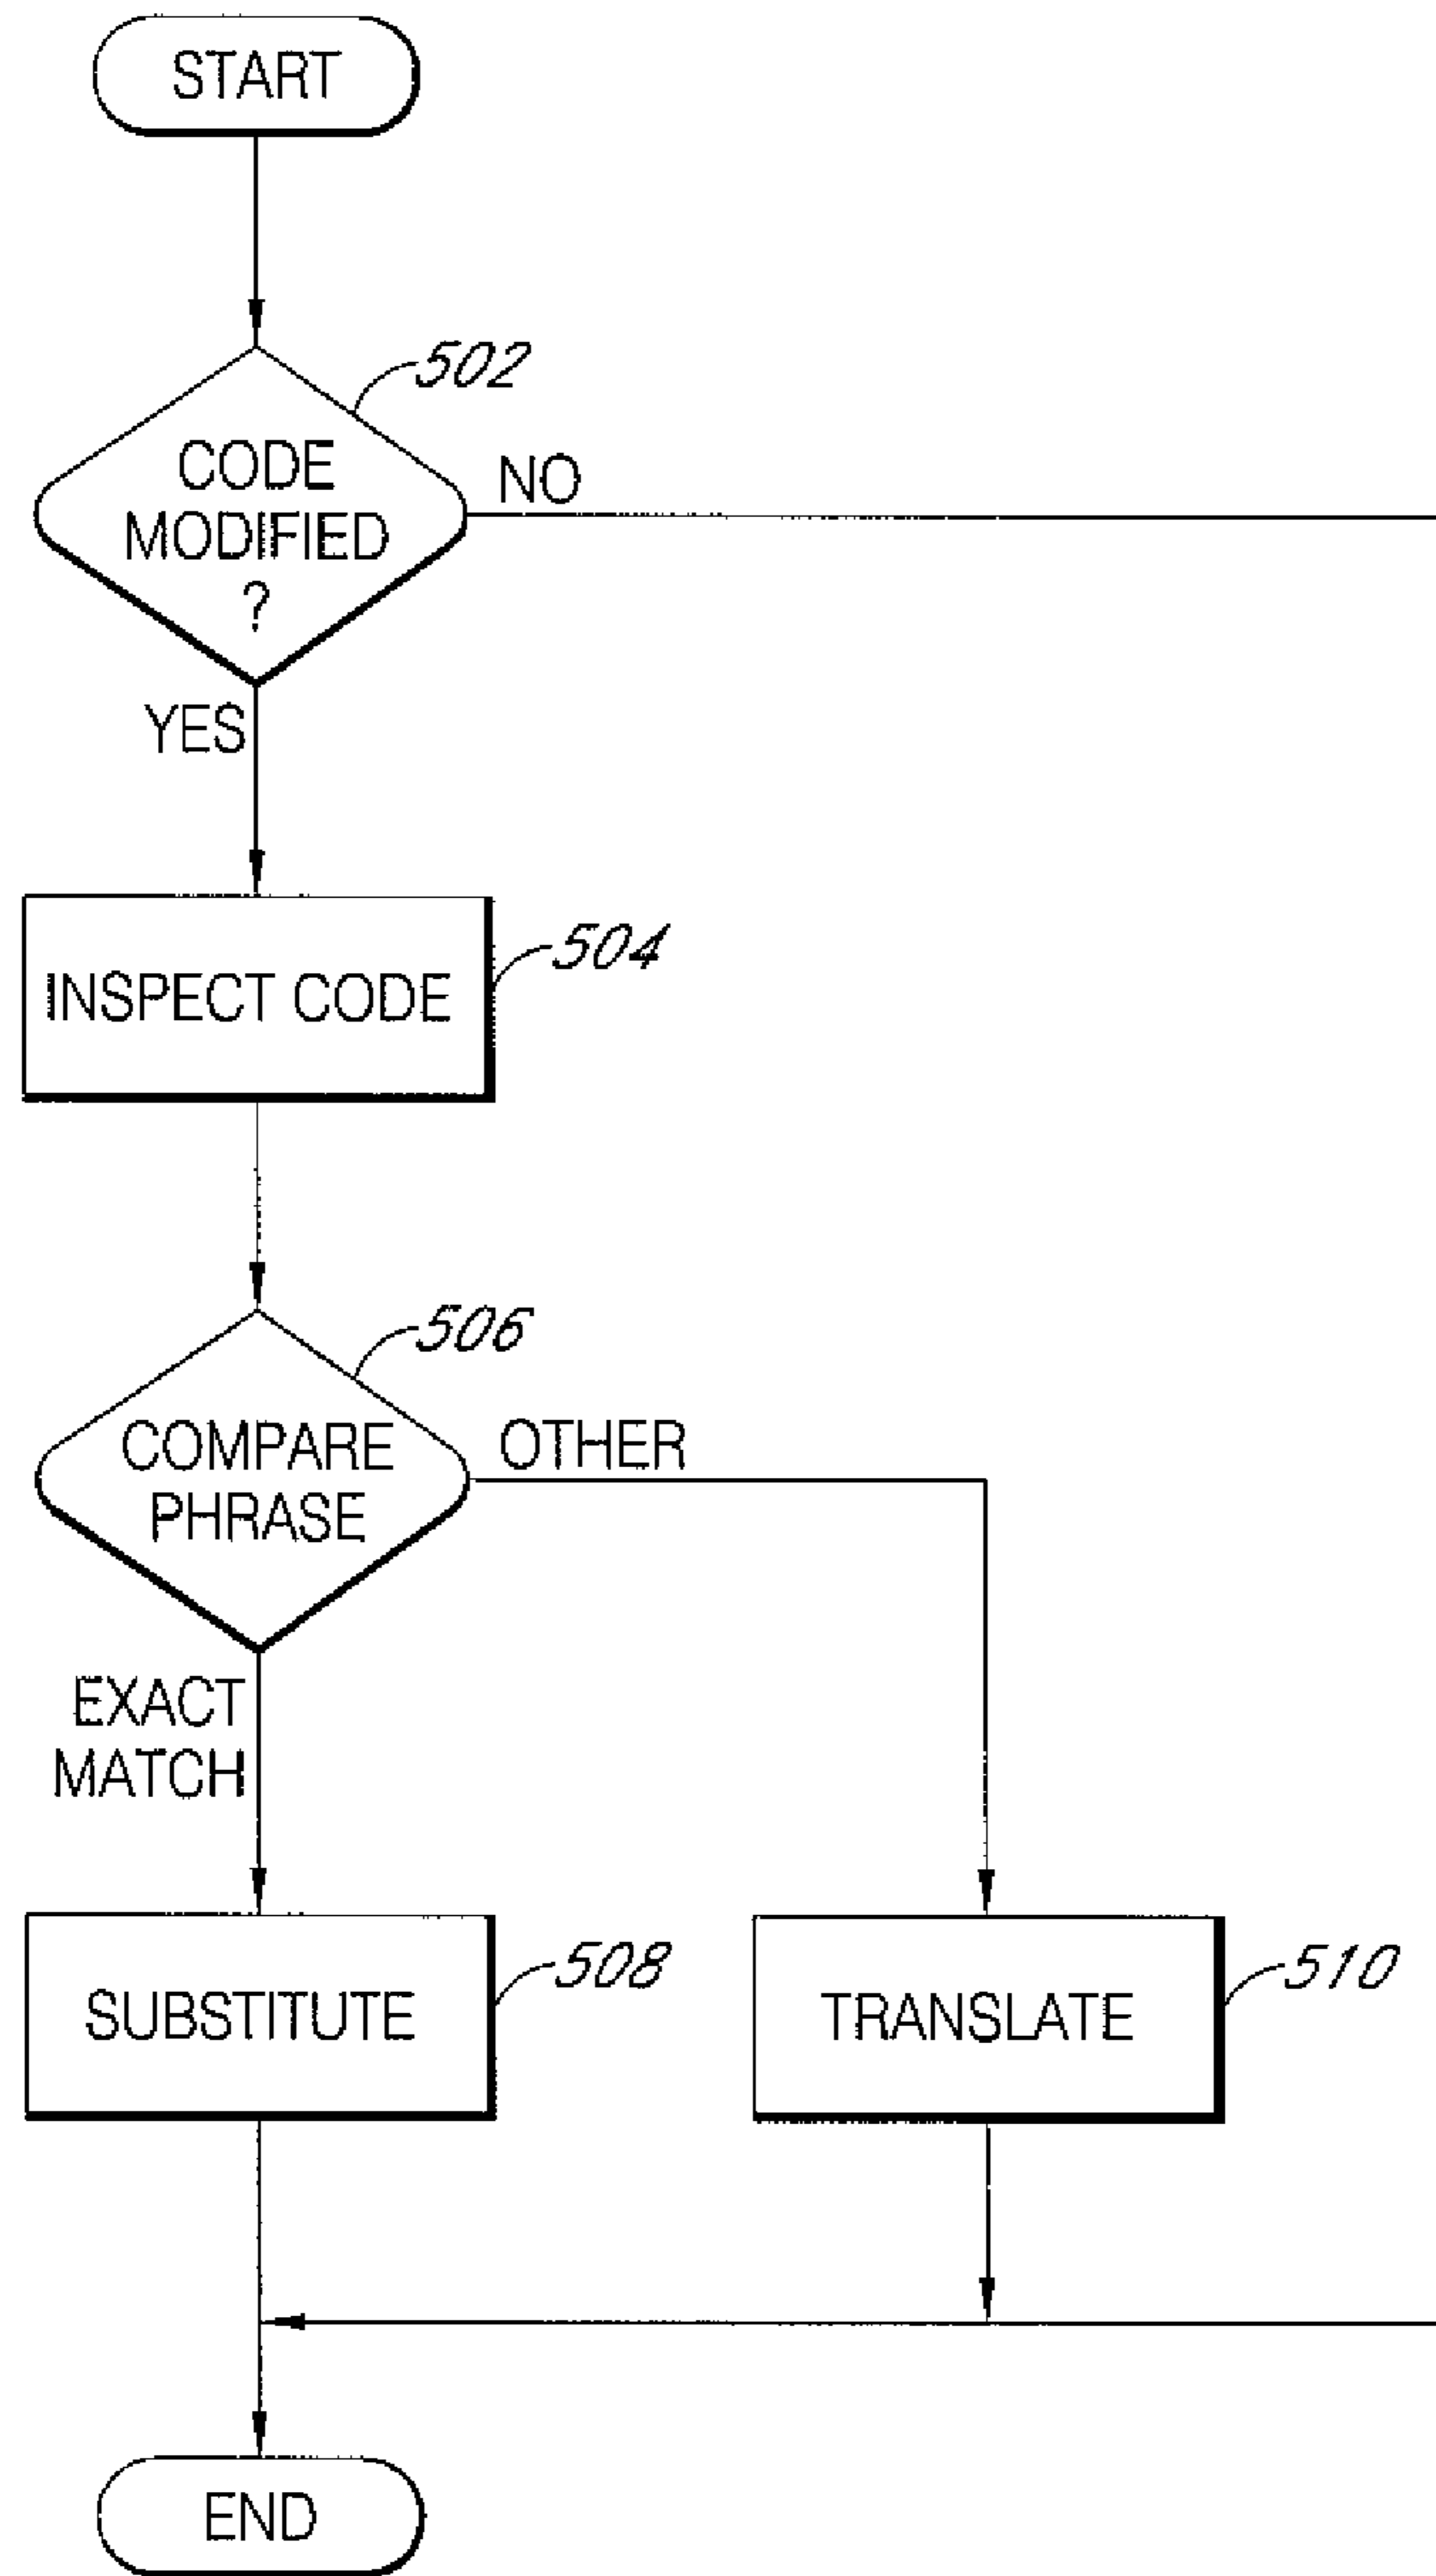 START
502
CODE
MODIFIED
?
NO
YES
504
INSPECT CODE
506
COMPARE
PHRASE
OTHER
EXACT
MATCH
508
SUBSTITUTE
510
TRANSLATE
END